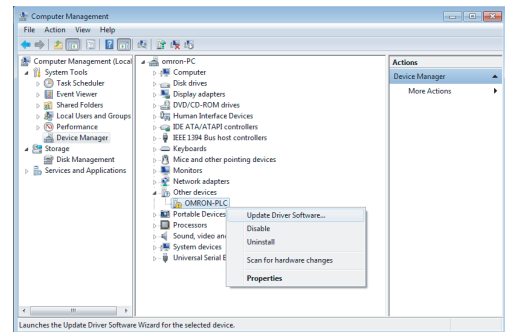 Computer Management
File Action View Help
Computer Management (Local
System Tools
Task Scheduler
Event Viewer
Shared Folders
Local Users and Groups
Performance
Device Manager
Storage
Disk Management
Services and Applications
omron-PC
Computer
Disk drives
Display adapters
DVD/CD-ROM drives
Human Interface Devices
IDE ATA/ATAPI controllers
IEEE 1394 Bus host controllers
Keyboards
Mice and other pointing devices
Monitors
Network adapters
Other devices
OMRON-PLC
Portable Devices
Processors
Sound, video an
System devices
Universal Serial B
Update Driver Software...
Disable
Uninstall
Scan for hardware changes
Properties
Actions
Device Manager
More Actions
Launches the Update Driver Software Wizard for the selected device.